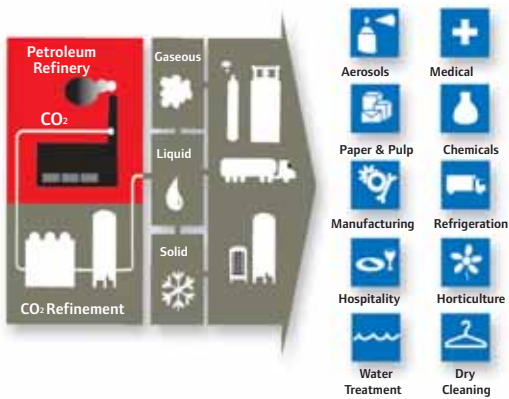 Petroleum
Refinery
CO₂
CO₂ Refinement
Gaseous
Liquid
Solid
Aerosols
Medical
Paper & Pulp
Chemicals
Manufacturing
Refrigeration
Hospitality
Horticulture
Water
Treatment
Dry
Cleaning